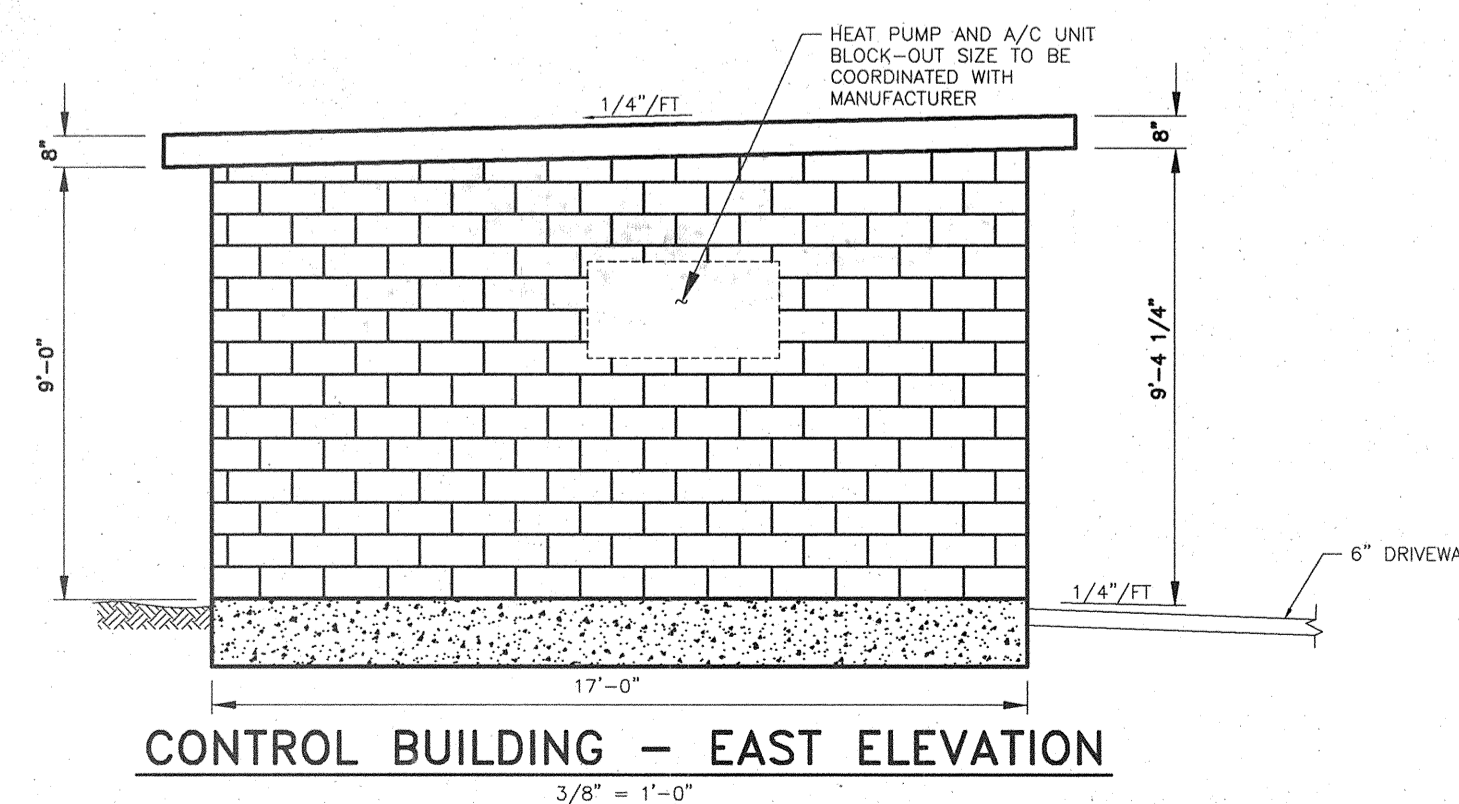 HEAT PUMP AND A/C UNIT
BLOCK-OUT SIZE TO BE
COORDINATED WITH
MANUFACTURER
1/4"/FT
8"
8"
9'-0"
9'-4 1/4"
6" DRIVEWA
1/4"/FT
17'-0"
CONTROL BUILDING - EAST ELEVATION
3/8" = 1'-0"